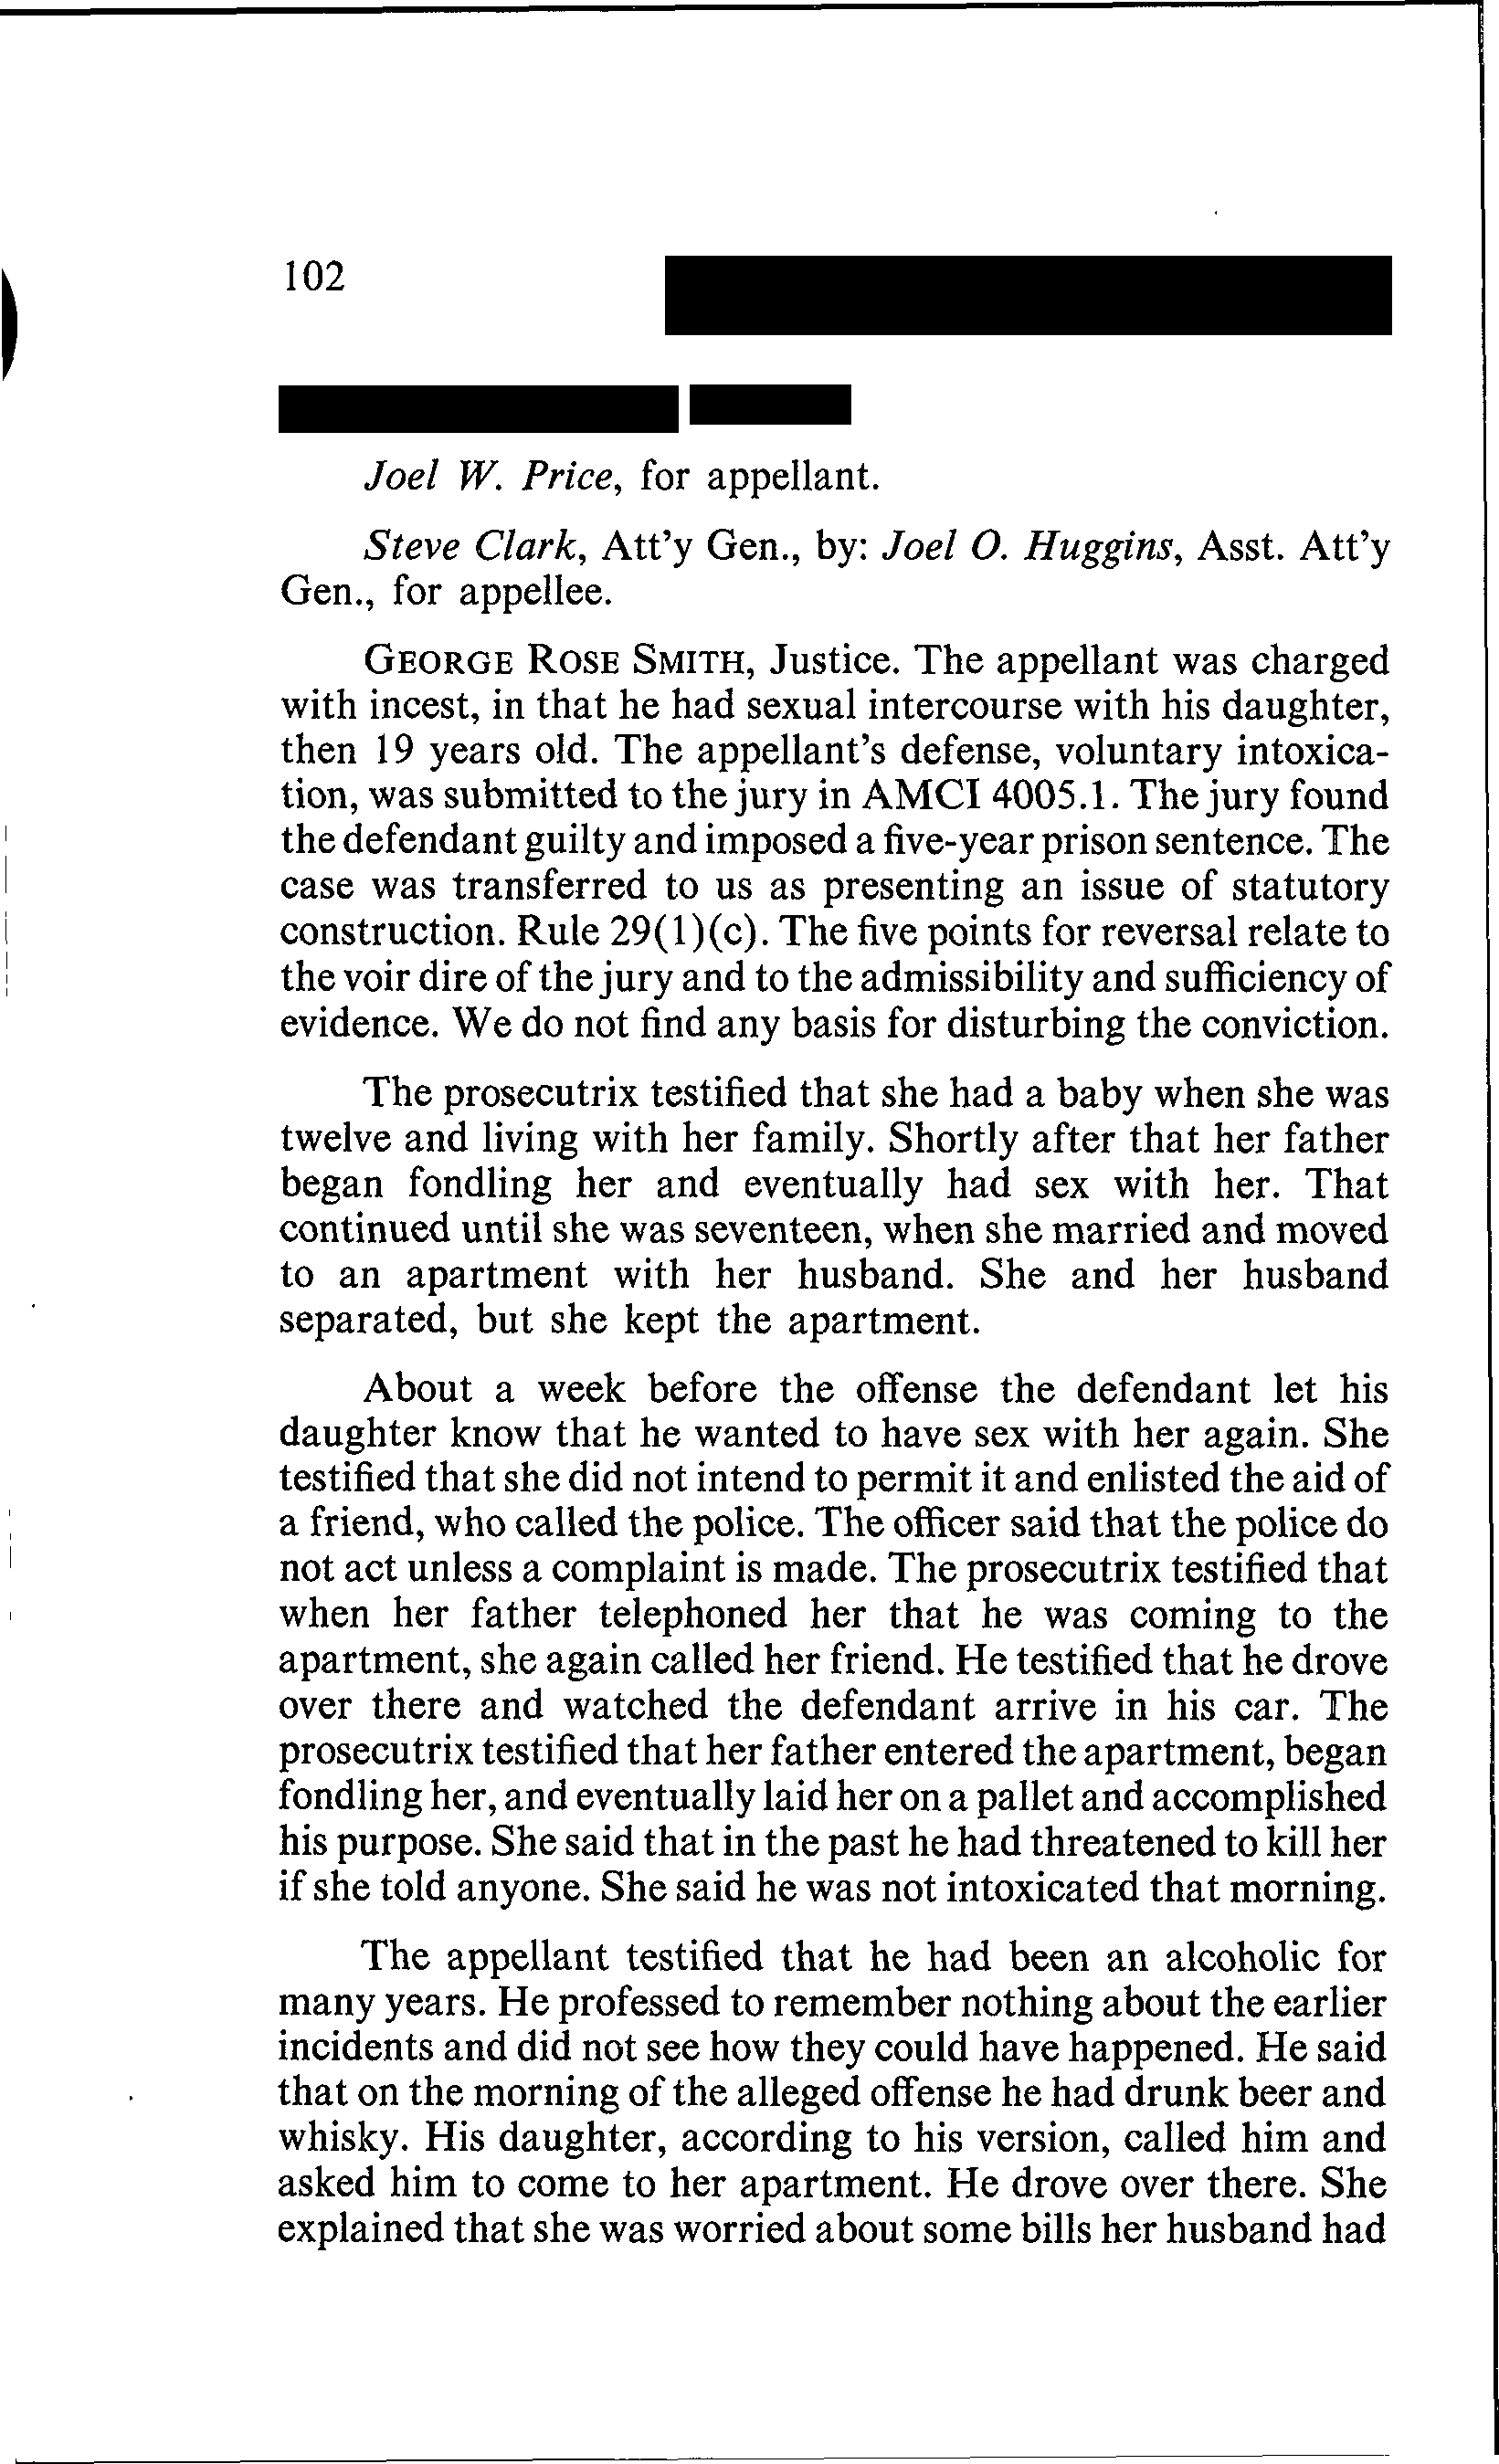 102
Joel W. Price, for appellant.
Steve Clark, Att'y Gen., by: Joel O. Huggins, Asst. Att'y
Gen., for appellee.
GEORGE ROSE SMITH, Justice. The appellant was charged
with incest, in that he had sexual intercourse with his daughter,
then 19 years old. The appellant's defense, voluntary intoxica-
tion, was submitted to the jury in AMCI 4005.1. The jury found
the defendant guilty and imposed a five-year prison sentence. The
case was transferred to us as presenting an issue of statutory
construction. Rule 29(1)(c). The five points for reversal relate to
the voir dire of the jury and to the admissibility and sufficiency of
evidence. We do not find any basis for disturbing the conviction.
The prosecutrix testified that she had a baby when she was
twelve and living with her family. Shortly after that her father
began fondling her and eventually had sex with her. That
continued until she was seventeen, when she married and moved
to an apartment with her husband. She and her husband
separated, but she kept the apartment.
About a week before the offense the defendant let his
daughter know that he wanted to have sex with her again. She
testified that she did not intend to permit it and enlisted the aid of
a friend, who called the police. The officer said that the police do
not act unless a complaint is made. The prosecutrix testified that
when her father telephoned her that he was coming to the
apartment, she again called her friend. He testified that he drove
over there and watched the defendant arrive in his car. The
prosecutrix testified that her father entered the apartment, began
fondling her, and eventually laid her on a pallet and accomplished
his purpose. She said that in the past he had threatened to kill her
if she told anyone. She said he was not intoxicated that morning.
The appellant testified that he had been an alcoholic for
many years. He professed to remember nothing about the earlier
incidents and did not see how they could have happened. He said
that on the morning of the alleged offense he had drunk beer and
whisky. His daughter, according to his version, called him and
asked him to come to her apartment. He drove over there. She
explained that she was worried about some bills her husband had